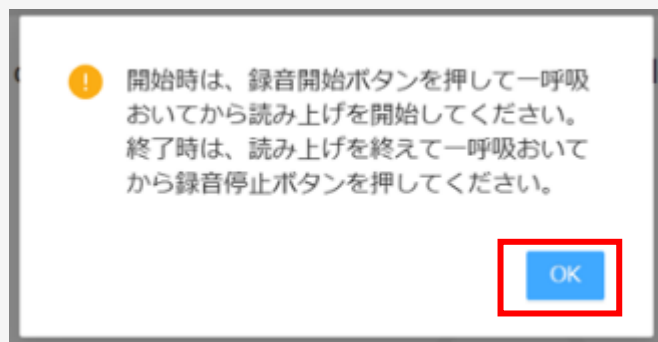 開始時は、録音開始ボタンを押して一呼吸
おいてから読み上げを開始してください。
終了時は、読み上げを終えて一呼吸おいて
から録音停止ボタンを押してください。
OK